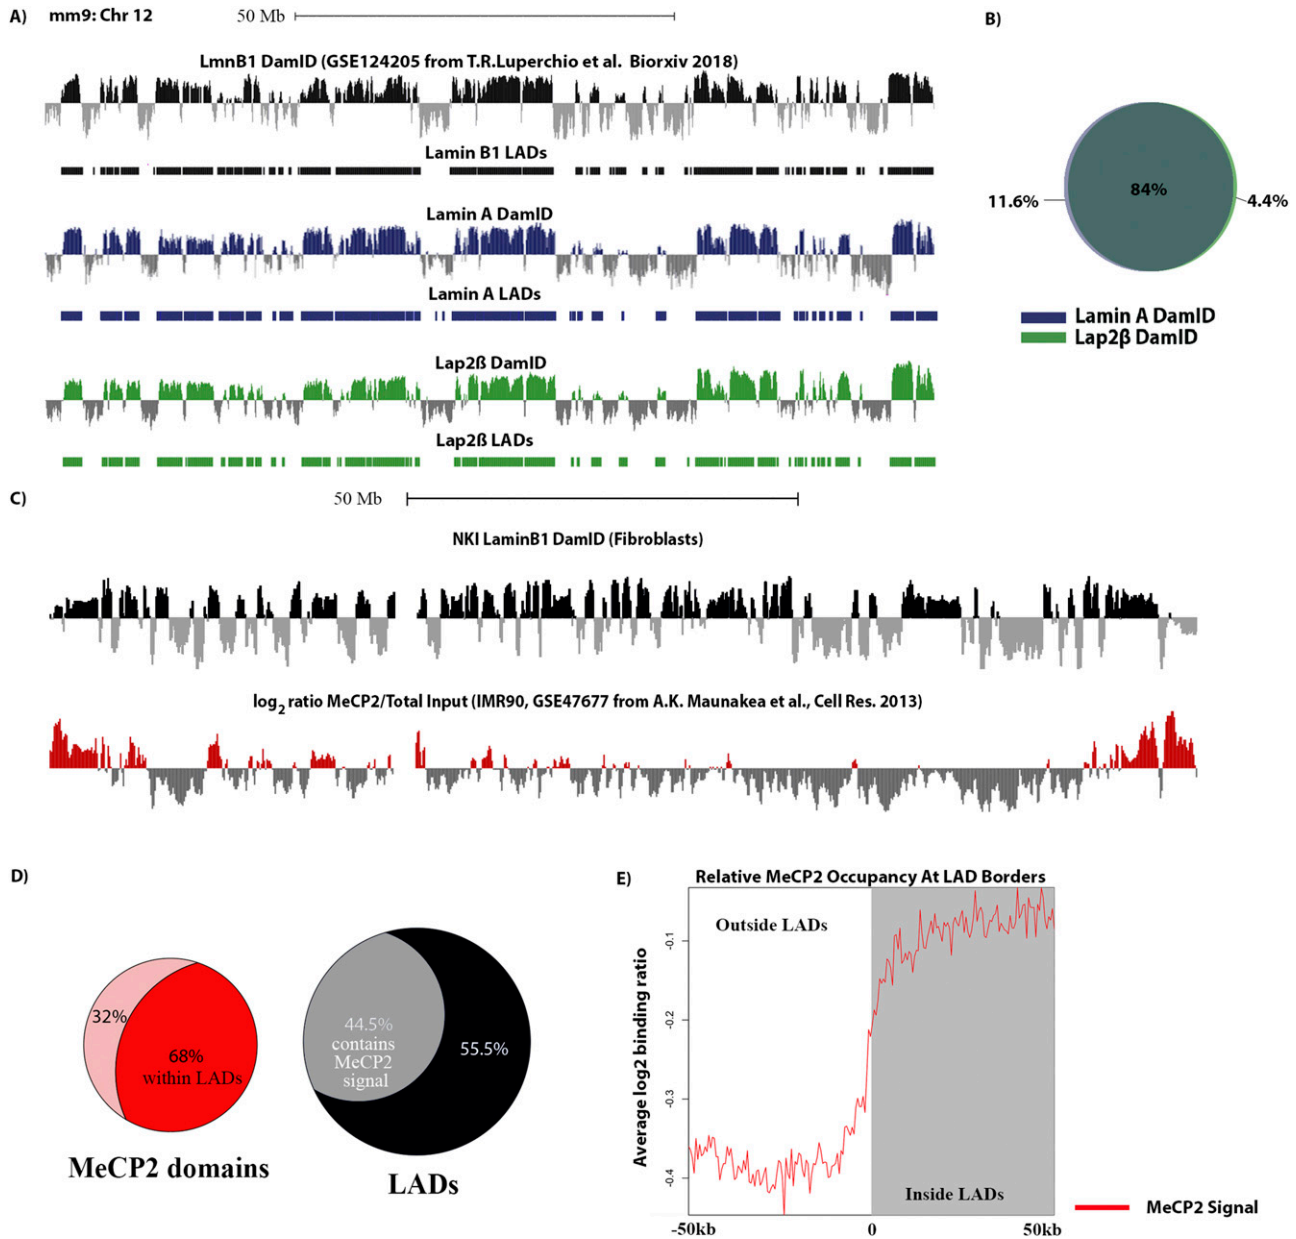 A) mm9: Chr 12
50 Mb
LmnB1 DamID (GSE124205 from T.R.Luperchio et al. Biorxiv 2018)
Lamin B1 LADs
Lamin A DamID
Lamin A LADs
Lap2ß DamID
Lap2ß LADs
B)
11.6%
84%
4.4%
Lamin A DamID
Lap2β DamID
C)
50 Mb
NKI LaminB1 DamID (Fibroblasts)
log2 ratio MeCP2/Total Input (IMR90, GSE47677 from A.K. Maunakea et al., Cell Res. 2013)
D)
32%
68%
within LADs
MeCP2 domains
44.5%
contains
MeCP2
signal
55.5%
LADs
E)
Relative MeCP2 Occupancy At LAD Borders
Average log2 binding ratio
-0.1
-0.2
-0.3
-0.4
Outside LADs
Inside LADs
-50kb
0
50kb
MeCP2 Signal